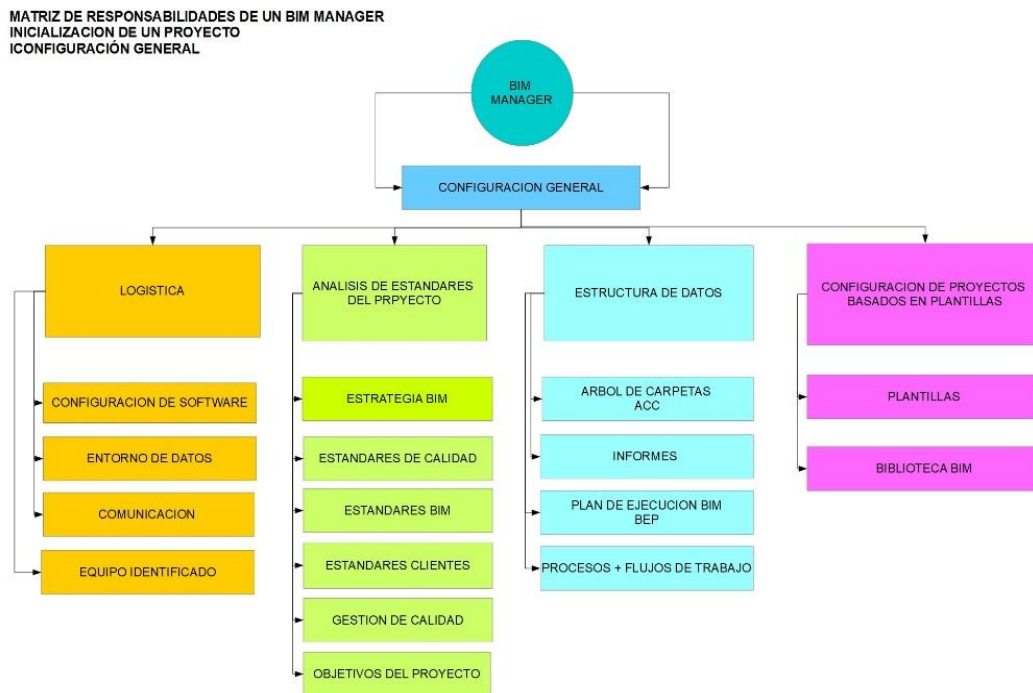 MATRIZ DE RESPONSABILIDADES DE UN BIM MANAGER
INICIALIZACION DE UN PROYECTO
ICONFIGURACIÓN GENERAL
BIM
MANAGER
CONFIGURACION GENERAL
LOGISTICA
CONFIGURACION DE SOFTWARE
ENTORNO DE DATOS
COMUNICACION
EQUIPO IDENTIFICADO
ANALISIS DE ESTANDARES
DEL PRPYECTO
ESTRATEGIA BIM
ESTANDARES DE CALIDAD
ESTANDARES BIM
ESTANDARES CLIENTES
GESTION DE CALIDAD
OBJETIVOS DEL PROYECTO
ESTRUCTURA DE DATOS
ARBOL DE CARPETAS
ACC
INFORMES
PLAN DE EJECUCION BIM
BEP
PROCESOS + FLUJOS DE TRABAJO
CONFIGURACION DE PROYECTOS
BASADOS EN PLANTILLAS
PLANTILLAS
BIBLIOTECA BIM